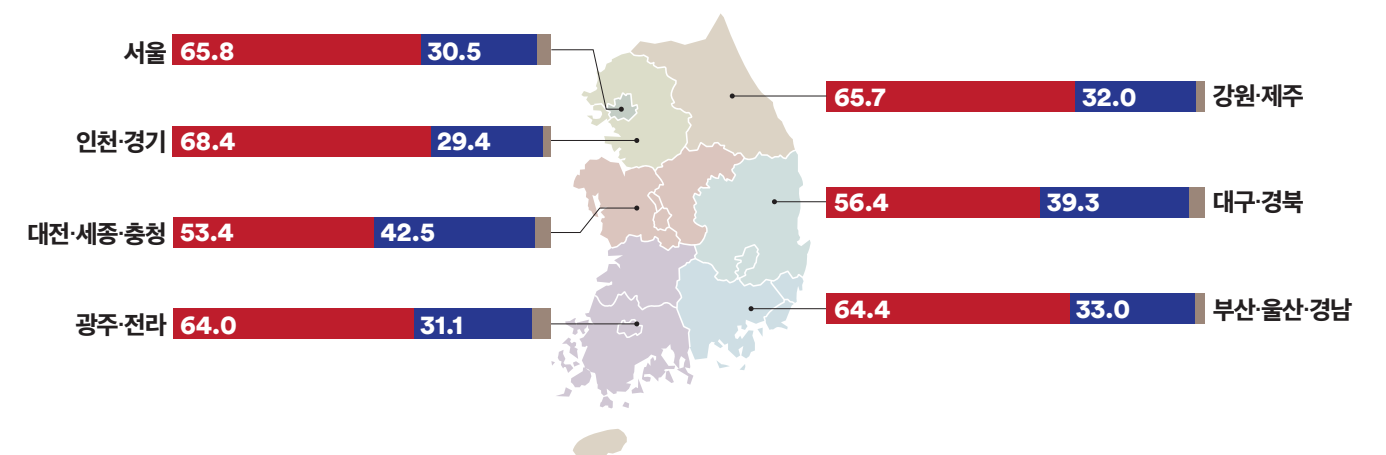 서울 65.8 30.5
인천·경기 68.4 29.4
대전·세종·충청 53.4 42.5
광주·전라 64.0 31.1
65.7 32.0 강원·제주
56.4 39.3 대구·경북
64.4 33.0 부산·울산·경남